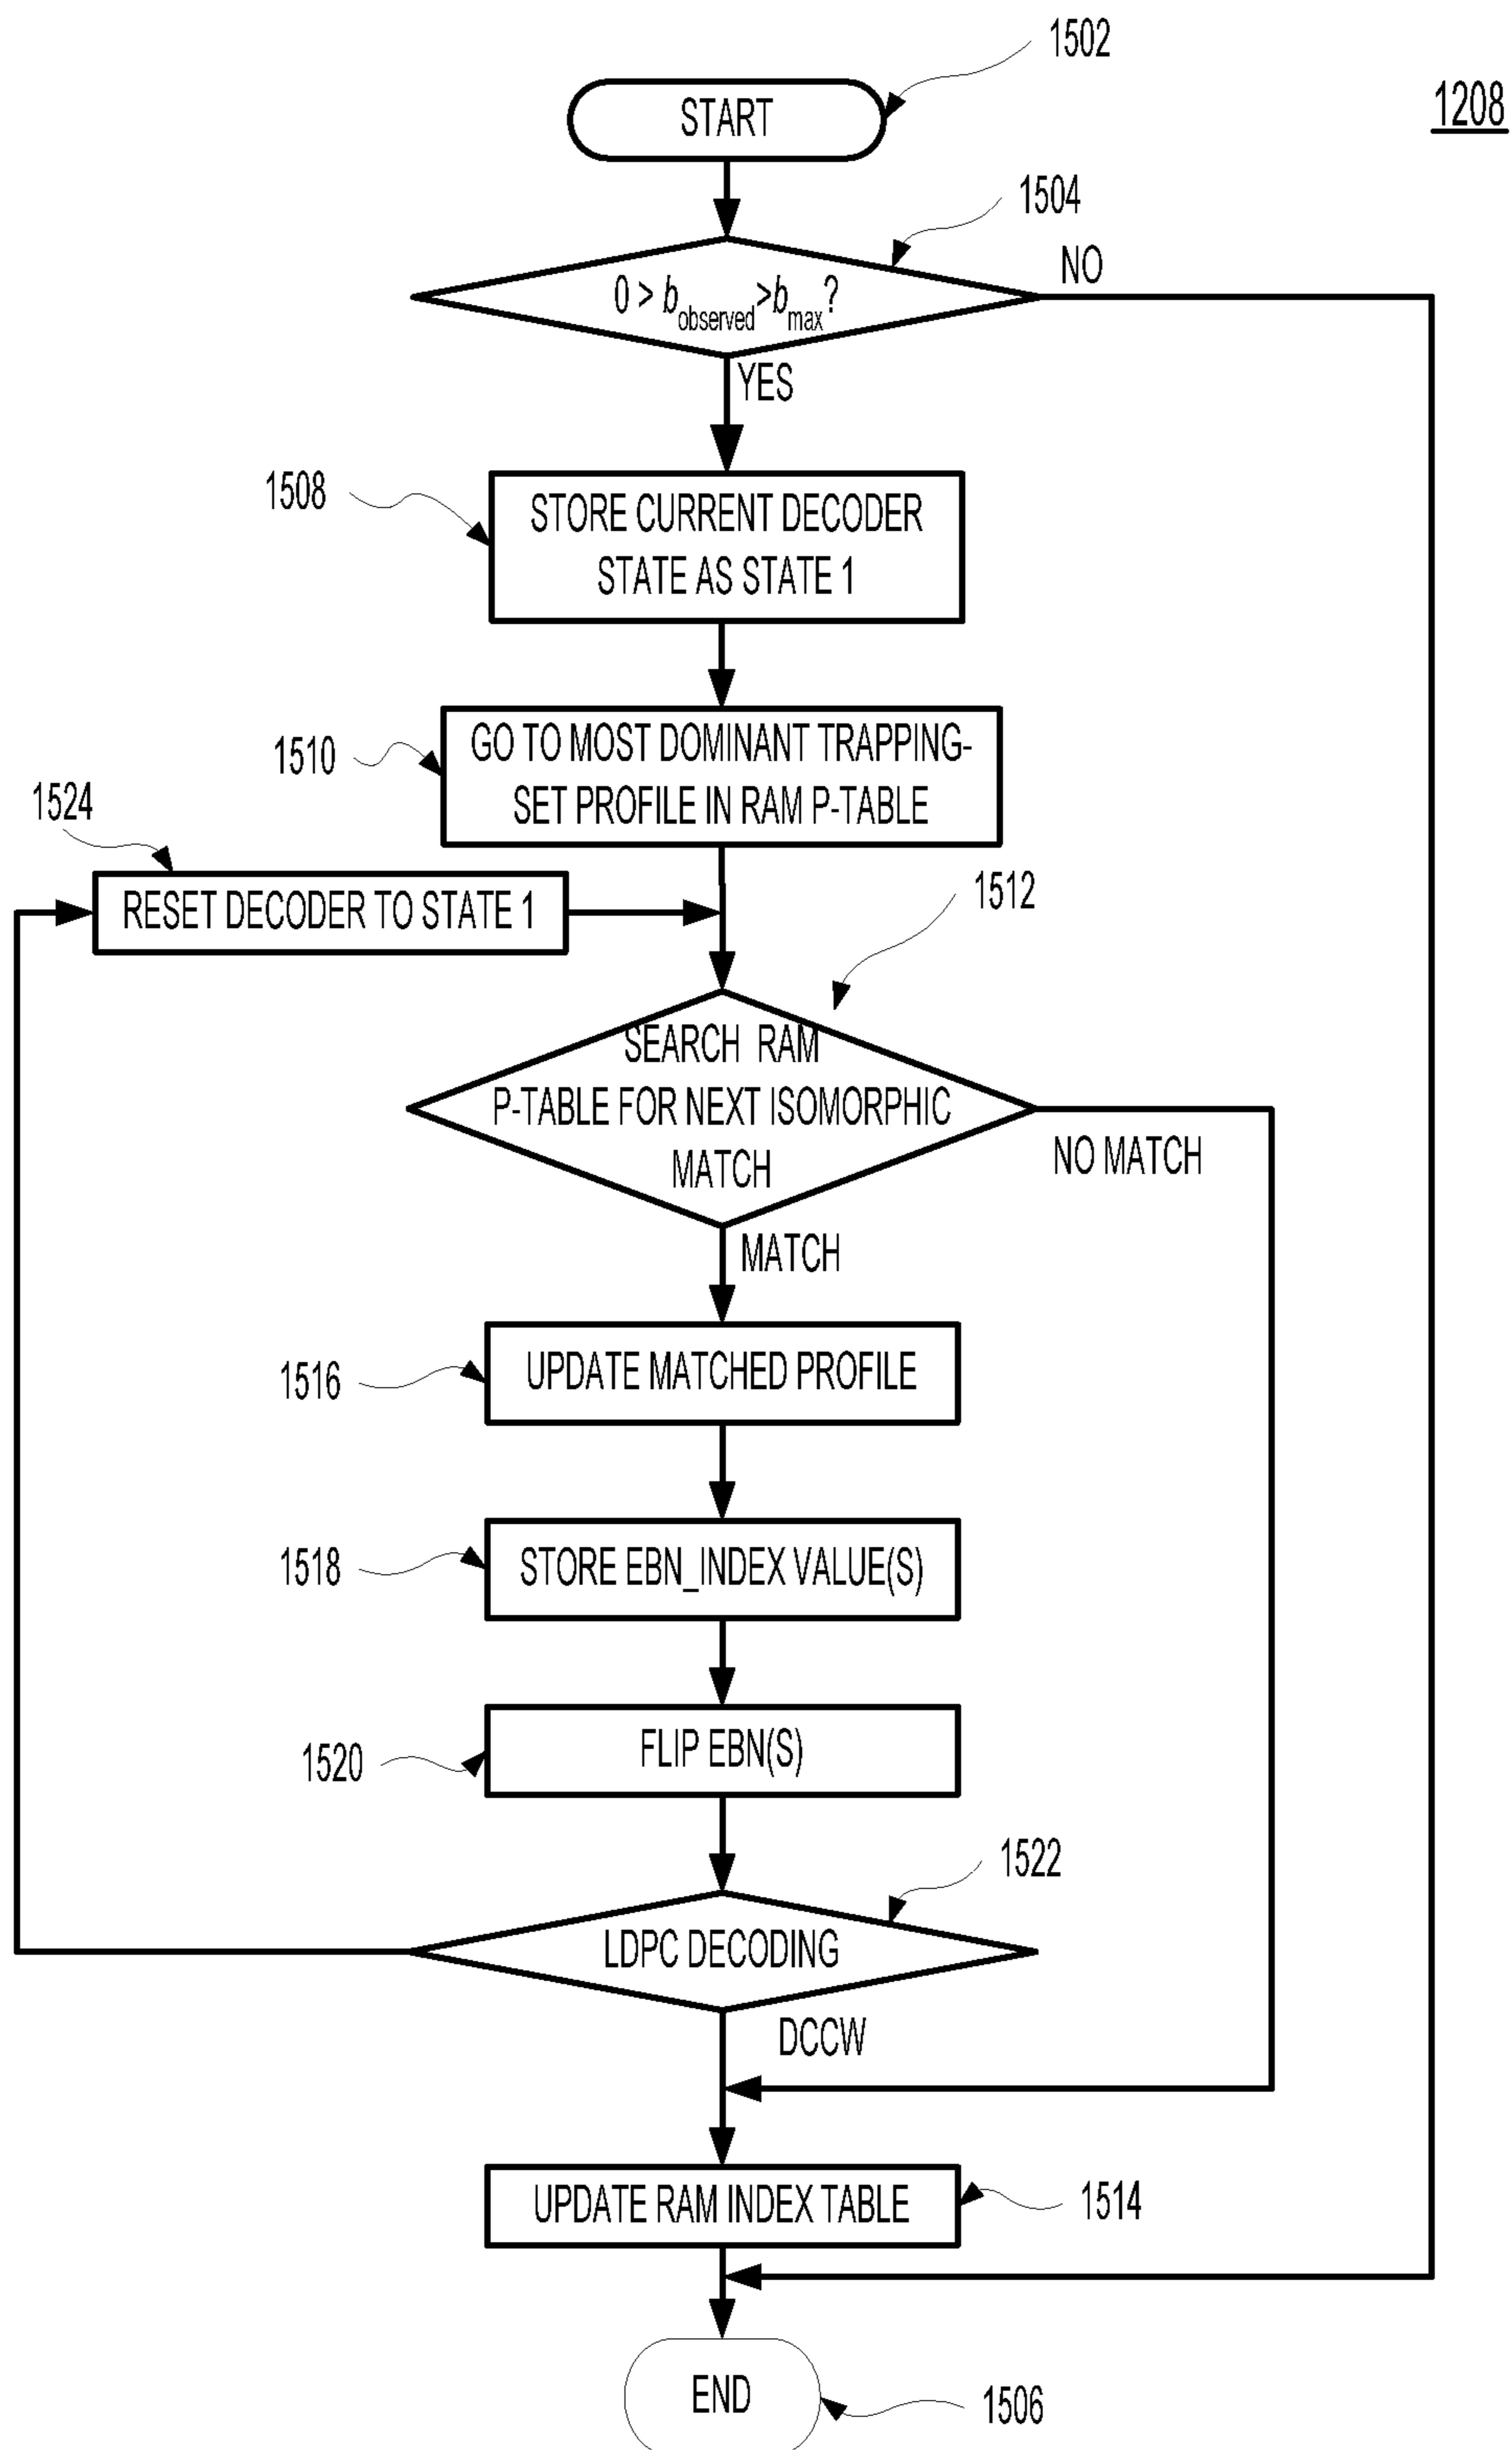 1502
START
1208
1504
NO
0 > b observed >b max ?
YES
1508
STORE CURRENT DECODER
STATE AS STATE 1
1510
GO TO MOST DOMINANT TRAPPING-
SET PROFILE IN RAM P-TABLE
1524
RESET DECODER TO STATE 1
1512
SEARCH RAM
P-TABLE FOR NEXT ISOMORPHIC
MATCH
NO MATCH
MATCH
1516
UPDATE MATCHED PROFILE
1518
STORE EBN_INDEX VALUE(S)
1520
FLIP EBN(S)
1522
LDPC DECODING
DCCW
UPDATE RAM INDEX TABLE
1514
END
1506